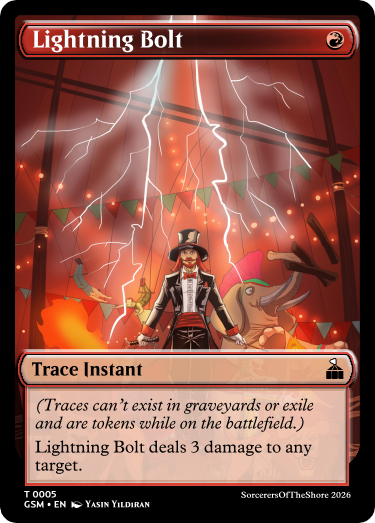 Lightning Bolt
Trace Instant
(Traces can't exist in graveyards or exile
and are tokens while on the battlefield.)
Lightning Bolt deals 3 damage to any
target.
T 0005
GSM • EN Yasin Yıldıran
SorcerersOfTheShore 2026